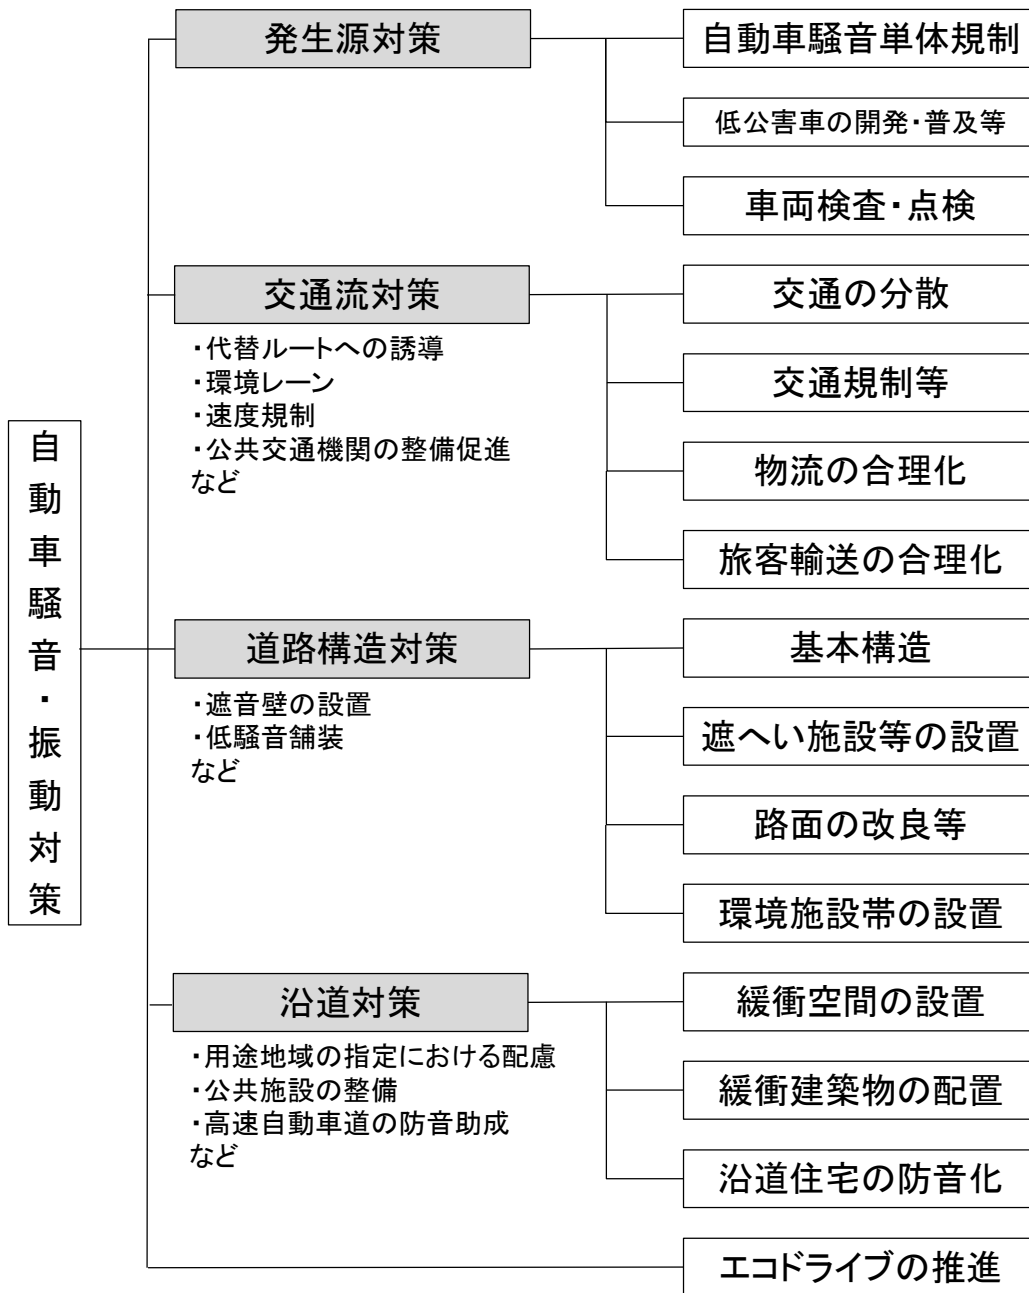 自動車騒音・振動対策
発生源対策
自動車騒音単体規制
低公害車の開発・普及等
車両検査・点検
交通流対策
・代替ルートへの誘導
・環境レーン
・速度規制
・公共交通機関の整備促進
など
交通の分散
交通規制等
物流の合理化
旅客輸送の合理化
道路構造対策
・遮音壁の設置
・低騒音舗装
など
基本構造
遮へい施設等の設置
路面の改良等
環境施設帯の設置
沿道対策
・用途地域の指定における配慮
・公共施設の整備
・高速自動車道の防音助成
など
緩衝空間の設置
緩衝建築物の配置
沿道住宅の防音化
エコドライブの推進